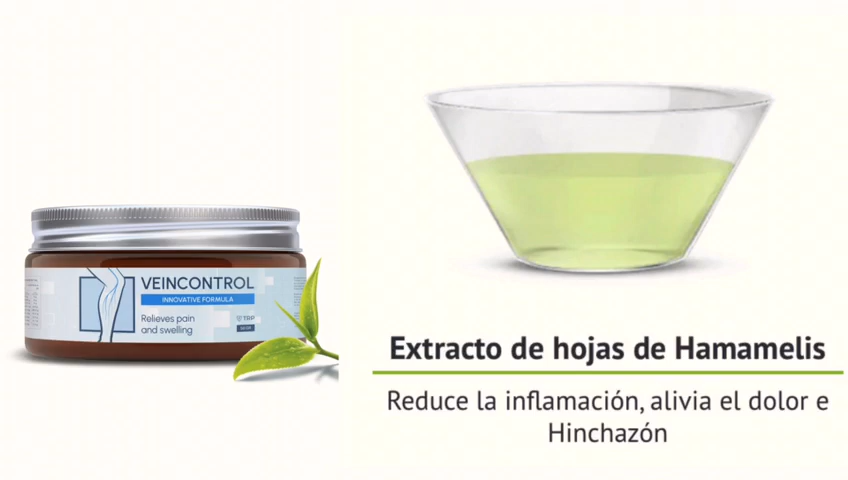 VEINCONTROL
INNOVATIVE FORMULA
Relieves pain
and swelling
TRP
Extracto de hojas de Hamamelis
Reduce la inflamación, alivia el dolor e
Hinchazón